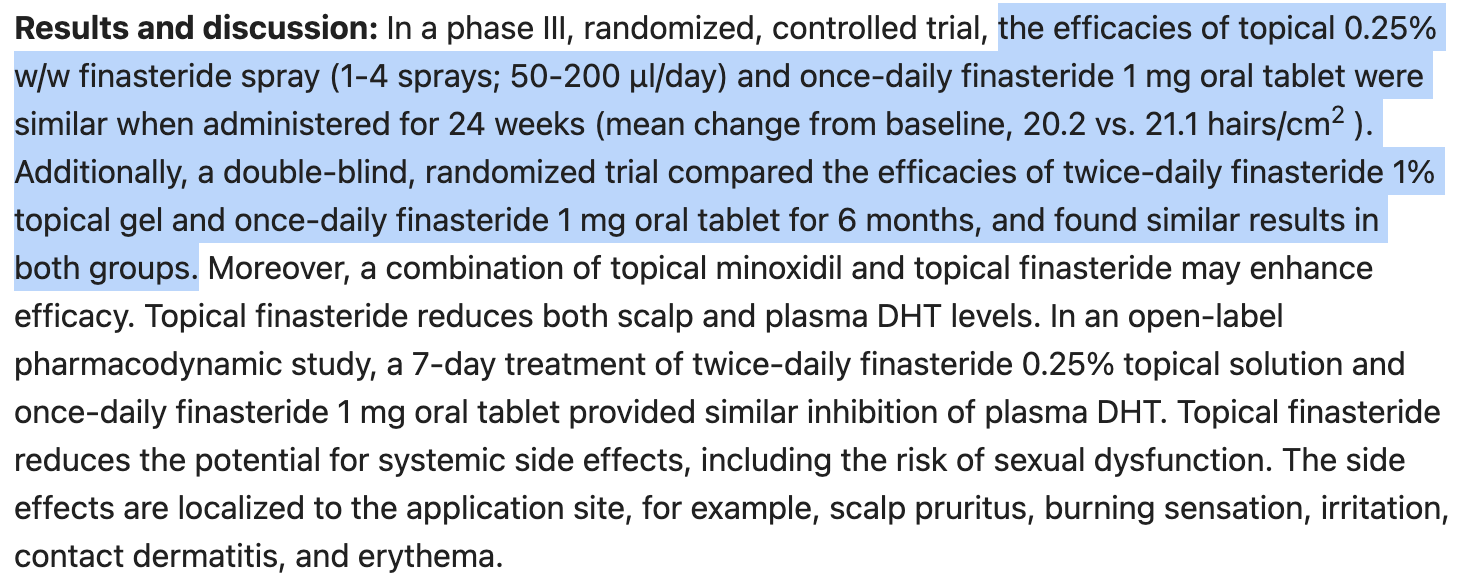 Results and discussion: In a phase III, randomized, controlled trial, the efficacies of topical 0.25%
w/w finasteride spray (1-4 sprays; 50-200 μl/day) and once-daily finasteride 1 mg oral tablet were
similar when administered for 24 weeks (mean change from baseline, 20.2 vs. 21.1 hairs/cm² ).
Additionally, a double-blind, randomized trial compared the efficacies of twice-daily finasteride 1%
topical gel and once-daily finasteride 1 mg oral tablet for 6 months, and found similar results in
both groups. Moreover, a combination of topical minoxidil and topical finasteride may enhance
efficacy. Topical finasteride reduces both scalp and plasma DHT levels. In an open-label
pharmacodynamic study, a 7-day treatment of twice-daily finasteride 0.25% topical solution and
once-daily finasteride 1 mg oral tablet provided similar inhibition of plasma DHT. Topical finasteride
reduces the potential for systemic side effects, including the risk of sexual dysfunction. The side
effects are localized to the application site, for example, scalp pruritus, burning sensation, irritation,
contact dermatitis, and erythema.